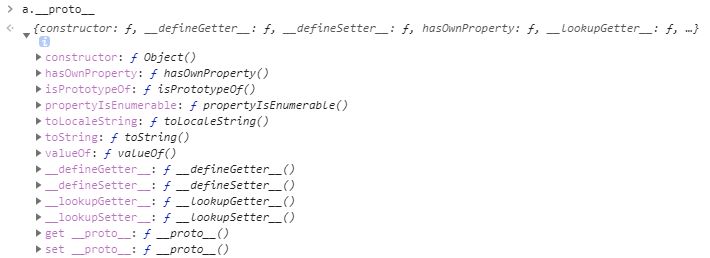 > a.__proto__
{constructor: ƒ, __defineGetter__: ƒ, __defineSetter__: ƒ, hasOwnProperty: ƒ, __lookupGetter__: ƒ, …}
i
constructor: ƒ Object()
hasOwnProperty: ƒ hasOwnProperty()
isPrototypeOf: ƒ isPrototypeOf()
propertyIsEnumerable: ƒ propertyIsEnumerable()
toLocaleString: ƒ toLocaleString()
toString: ƒ toString()
valueOf: ƒ valueOf()
__defineGetter__: ƒ __defineGetter__()
__defineSetter__: ƒ __defineSetter__()
__lookupGetter__: ƒ __lookupGetter__()
__lookupSetter__: ƒ __lookupSetter__()
get __proto__: ƒ __proto__()
set __proto__: ƒ __proto__()